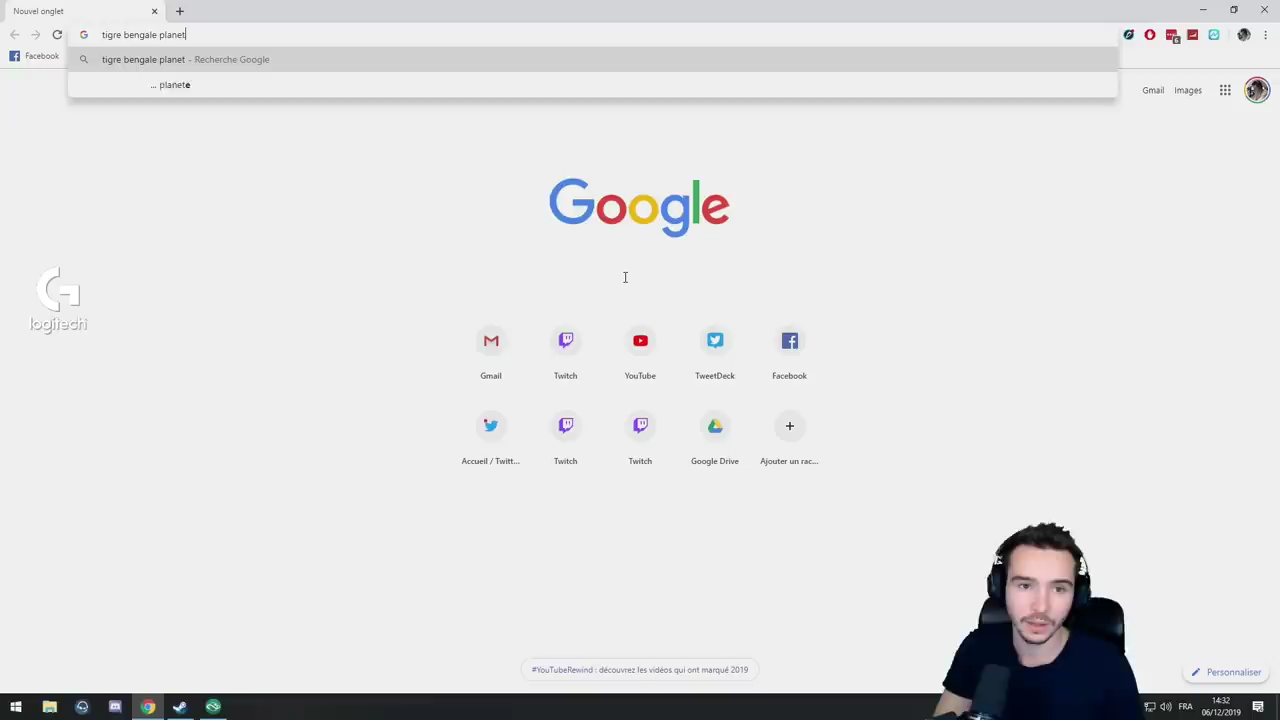 Nouvel onglet
tigre bengale planet
tigre bengale planet - Recherche Google
... planete
Facebook
Gmail Images
Google
logitech
Gmail Twitch YouTube TweetDeck Facebook
Accueil / Twitt... Twitch Twitch Google Drive Ajouter un rac...
#YouTubeRewind : découvrez les vidéos qui ont marqué 2019
Personnaliser
FRA
14:32
06/12/2019